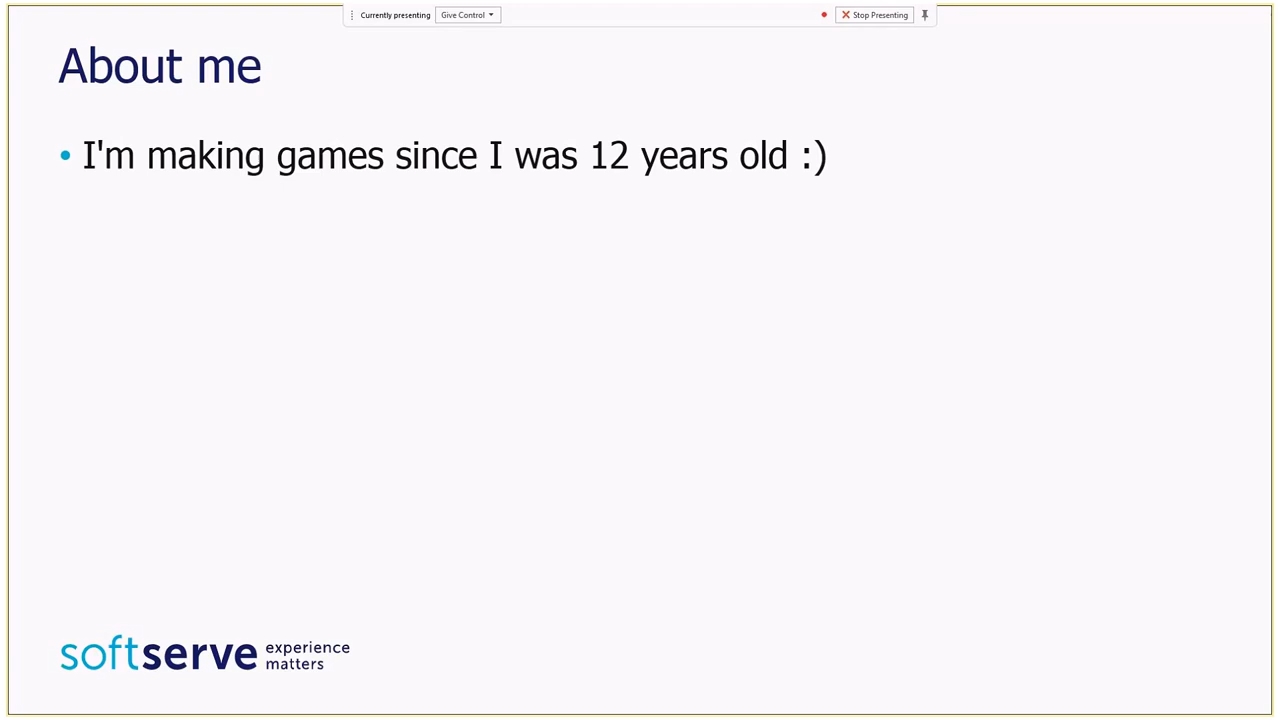 Currently presenting Give Control Stop Presenting
About me
• I'm making games since I was 12 years old :)
softserve experience
matters